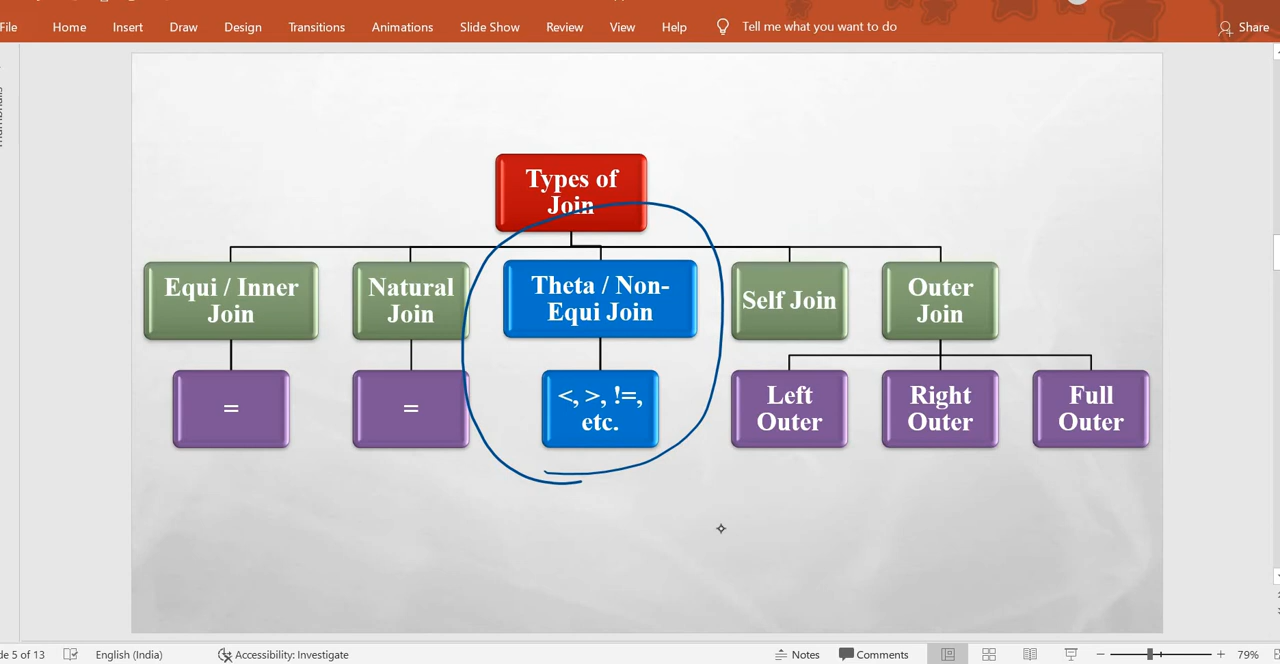 File Home Insert Draw Design Transitions Animations Slide Show Review View Help Tell me what you want to do Share
Types of
Join
Equi / Inner
Join
Natural
Join
Theta / Non-
Equi Join
Self Join
Outer
Join
=
=
<, >, !=,
etc.
Left
Outer
Right
Outer
Full
Outer
5 of 13 English (India) Accessibility: Investigate Notes Comments 79%